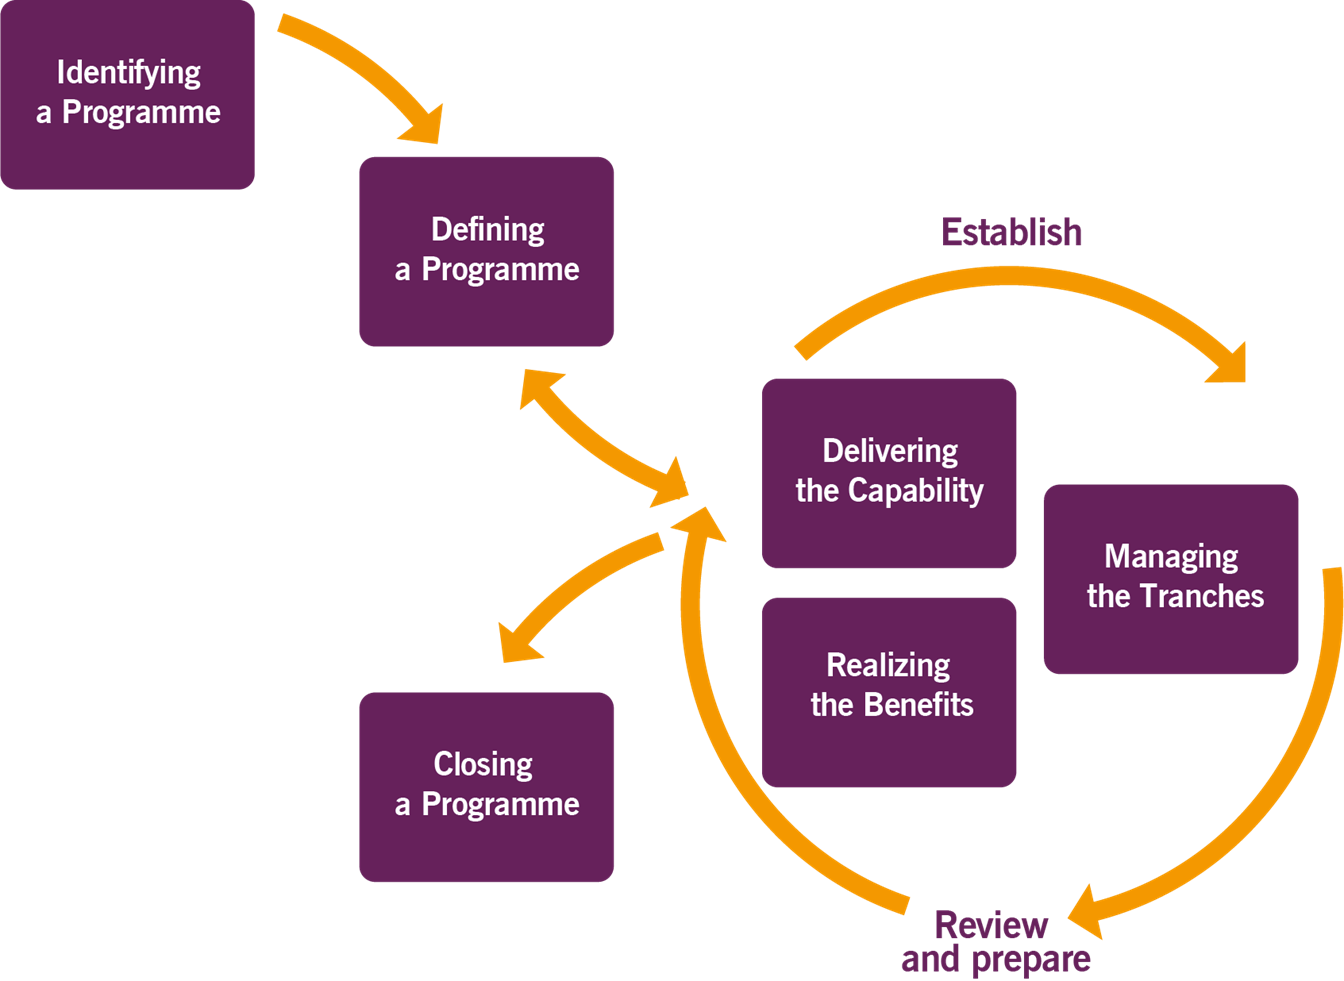 Identifying
a Programme
Defining
a Programme
Establish
Delivering
the Capability
Managing
the Tranches
Realizing
the Benefits
Closing
a Programme
Review
and prepare